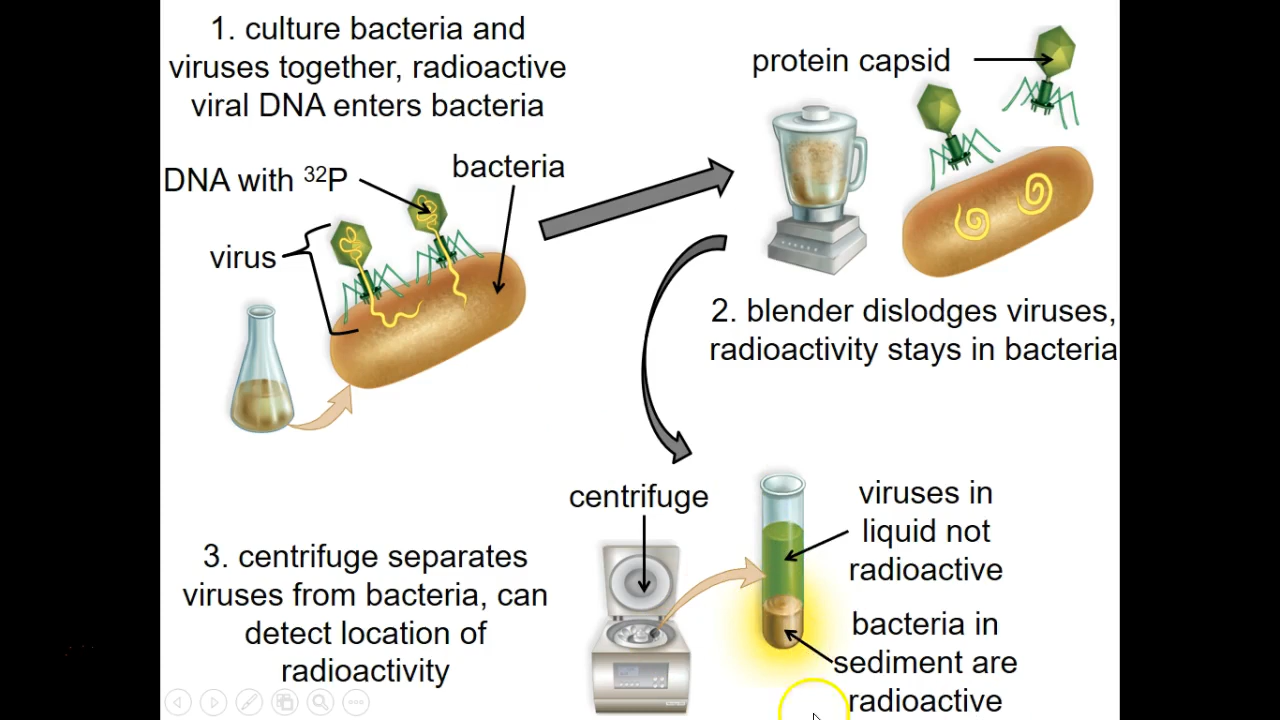 1. culture bacteria and
viruses together, radioactive
viral DNA enters bacteria
DNA with ³²P
bacteria
virus
protein capsid
2. blender dislodges viruses,
radioactivity stays in bacteria
centrifuge
3. centrifuge separates
viruses from bacteria, can
detect location of
radioactivity
viruses in
liquid not
radioactive
bacteria in
sediment are
radioactive